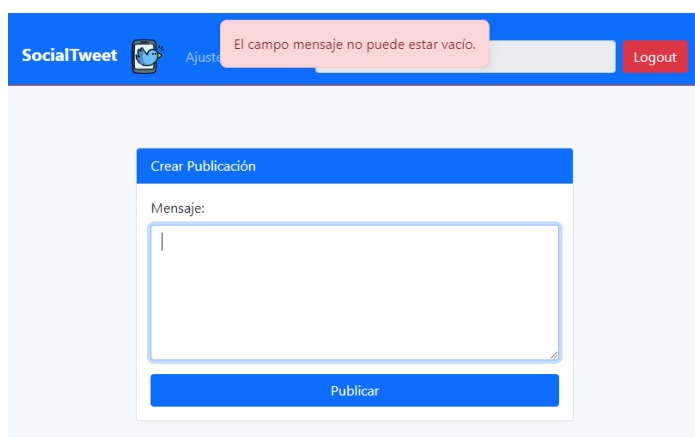 El campo mensaje no puede estar vacío.
SocialTweet
Logout
Crear Publicación
Mensaje:
Publicar